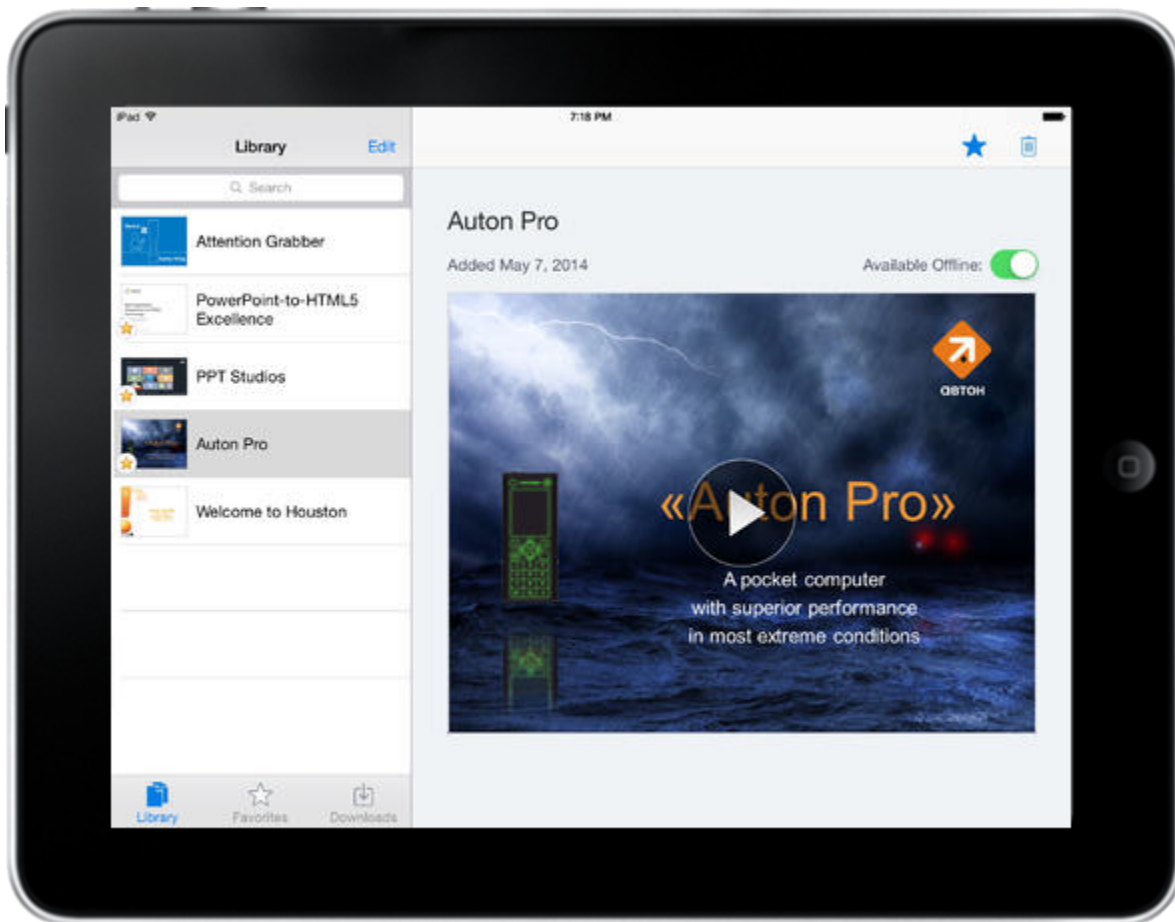 iPad
7:18 PM
Library
Edit
Search
Attention Grabber
PowerPoint-to-HTML5
Excellence
PPT Studios
Auton Pro
Welcome to Houston
Library
Favorites
Downloads
Auton Pro
Added May 7, 2014
Available Offline:
автон
«Auton Pro»
A pocket computer
with superior performance
in most extreme conditions